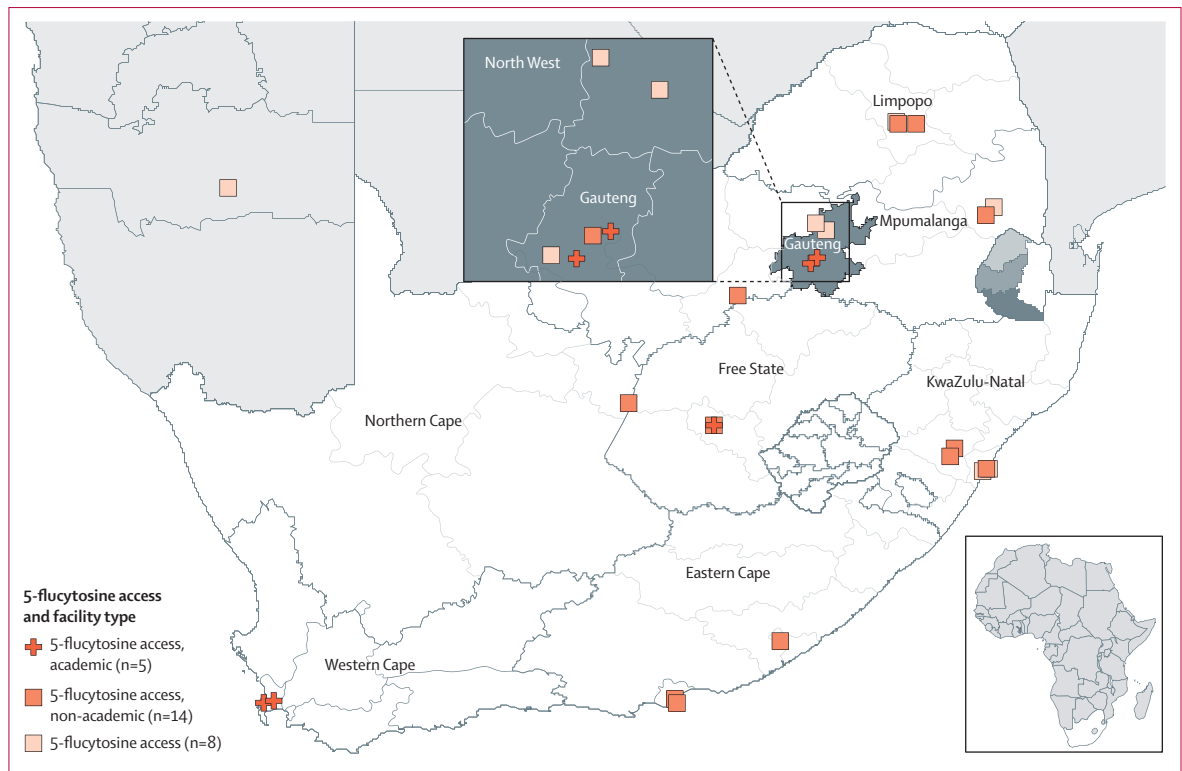 North West
Limpopo
Gauteng
Mpumalanga
Gauteng
Free State
KwaZulu-Natal
Northern Cape
Eastern Cape
5-flucytosine access
and facility type
5-flucytosine access,
academic (n=5)
Western Cape
5-flucytosine access,
non-academic (n=14)
5-flucytosine access (n=8)